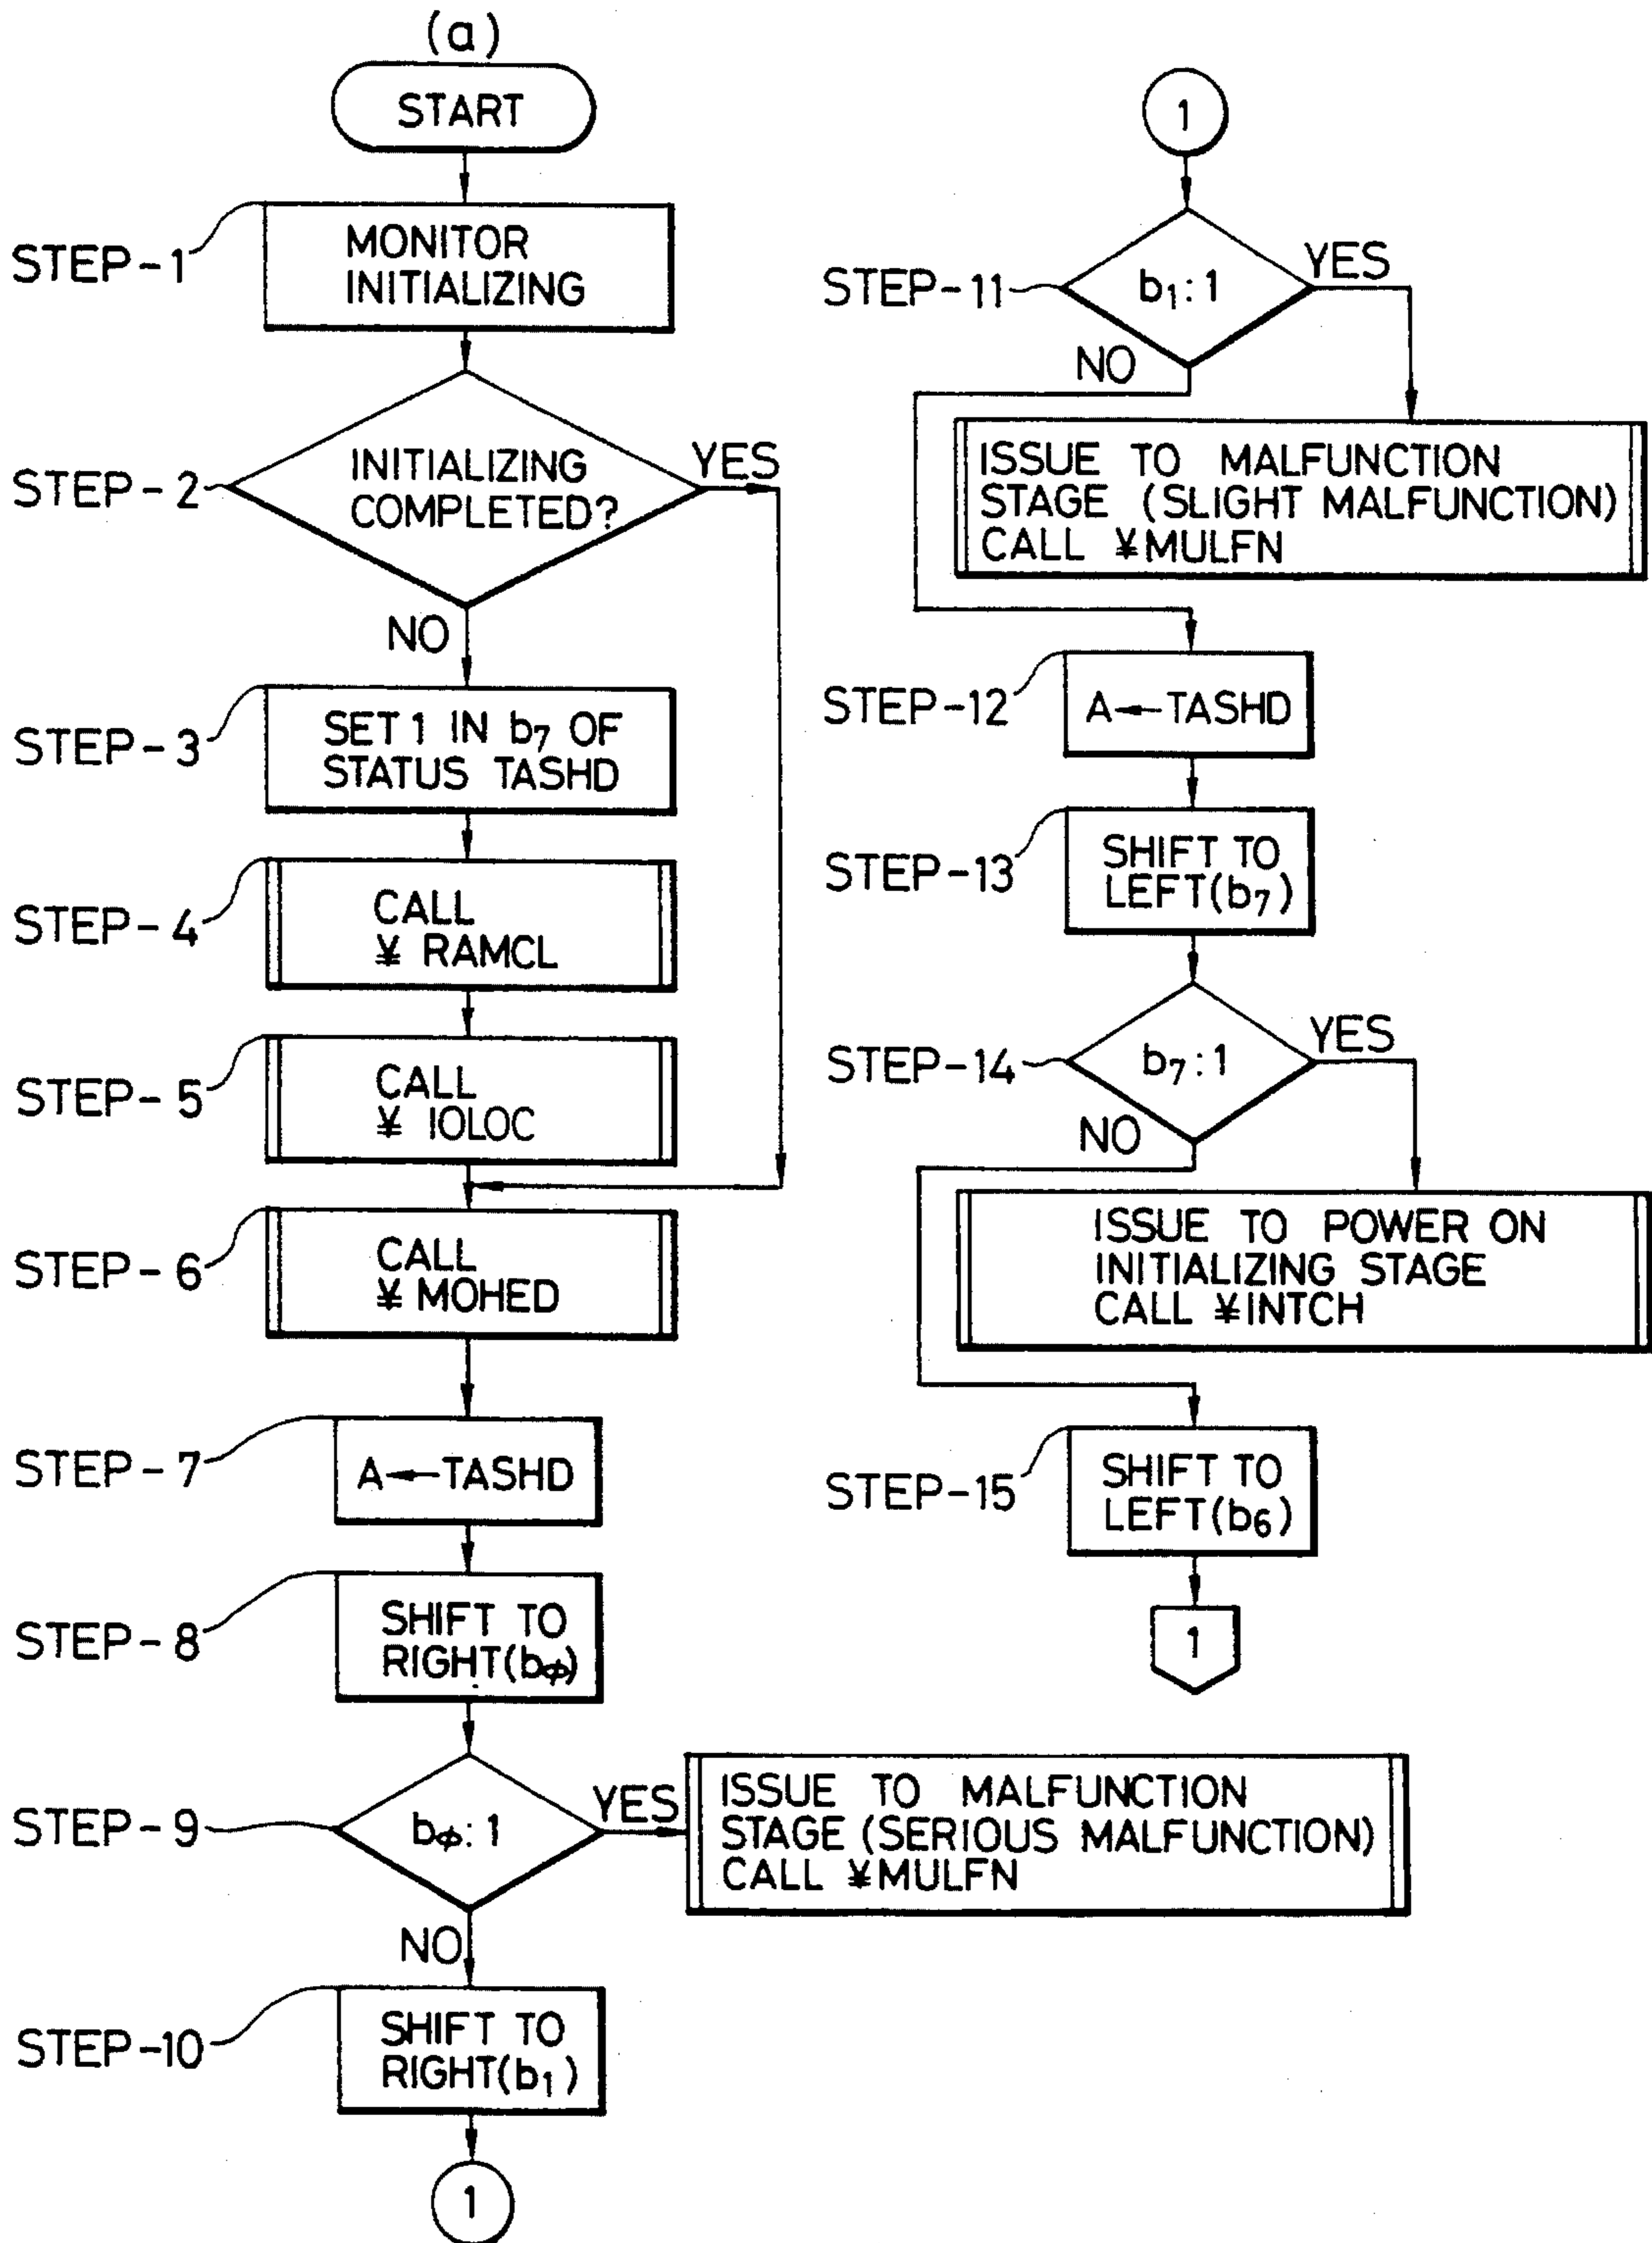 (a)
START
STEP-1
MONITOR
INITIALIZING
STEP-2
INITIALIZING
COMPLETED?
YES
NO
STEP-3
SET 1 IN b7 OF
STATUS TASHD
STEP-4
CALL
¥ RAMCL
STEP-5
CALL
¥ IOLOC
STEP-6
CALL
¥ MOHED
STEP-7
A←TASHD
STEP-8
SHIFT TO
RIGHT(bφ)
STEP-9
bφ:1
YES
ISSUE TO MALFUNCTION
STAGE (SERIOUS MALFUNCTION)
CALL ¥MULFN
NO
STEP-10
SHIFT TO
RIGHT(b1)
1
1
STEP-11
b1:1
YES
NO
ISSUE TO MALFUNCTION
STAGE (SLIGHT MALFUNCTION)
CALL ¥MULFN
STEP-12
A←TASHD
STEP-13
SHIFT TO
LEFT(b7)
STEP-14
b7:1
YES
NO
ISSUE TO POWER ON
INITIALIZING STAGE
CALL ¥INTCH
STEP-15
SHIFT TO
LEFT(b6)
1